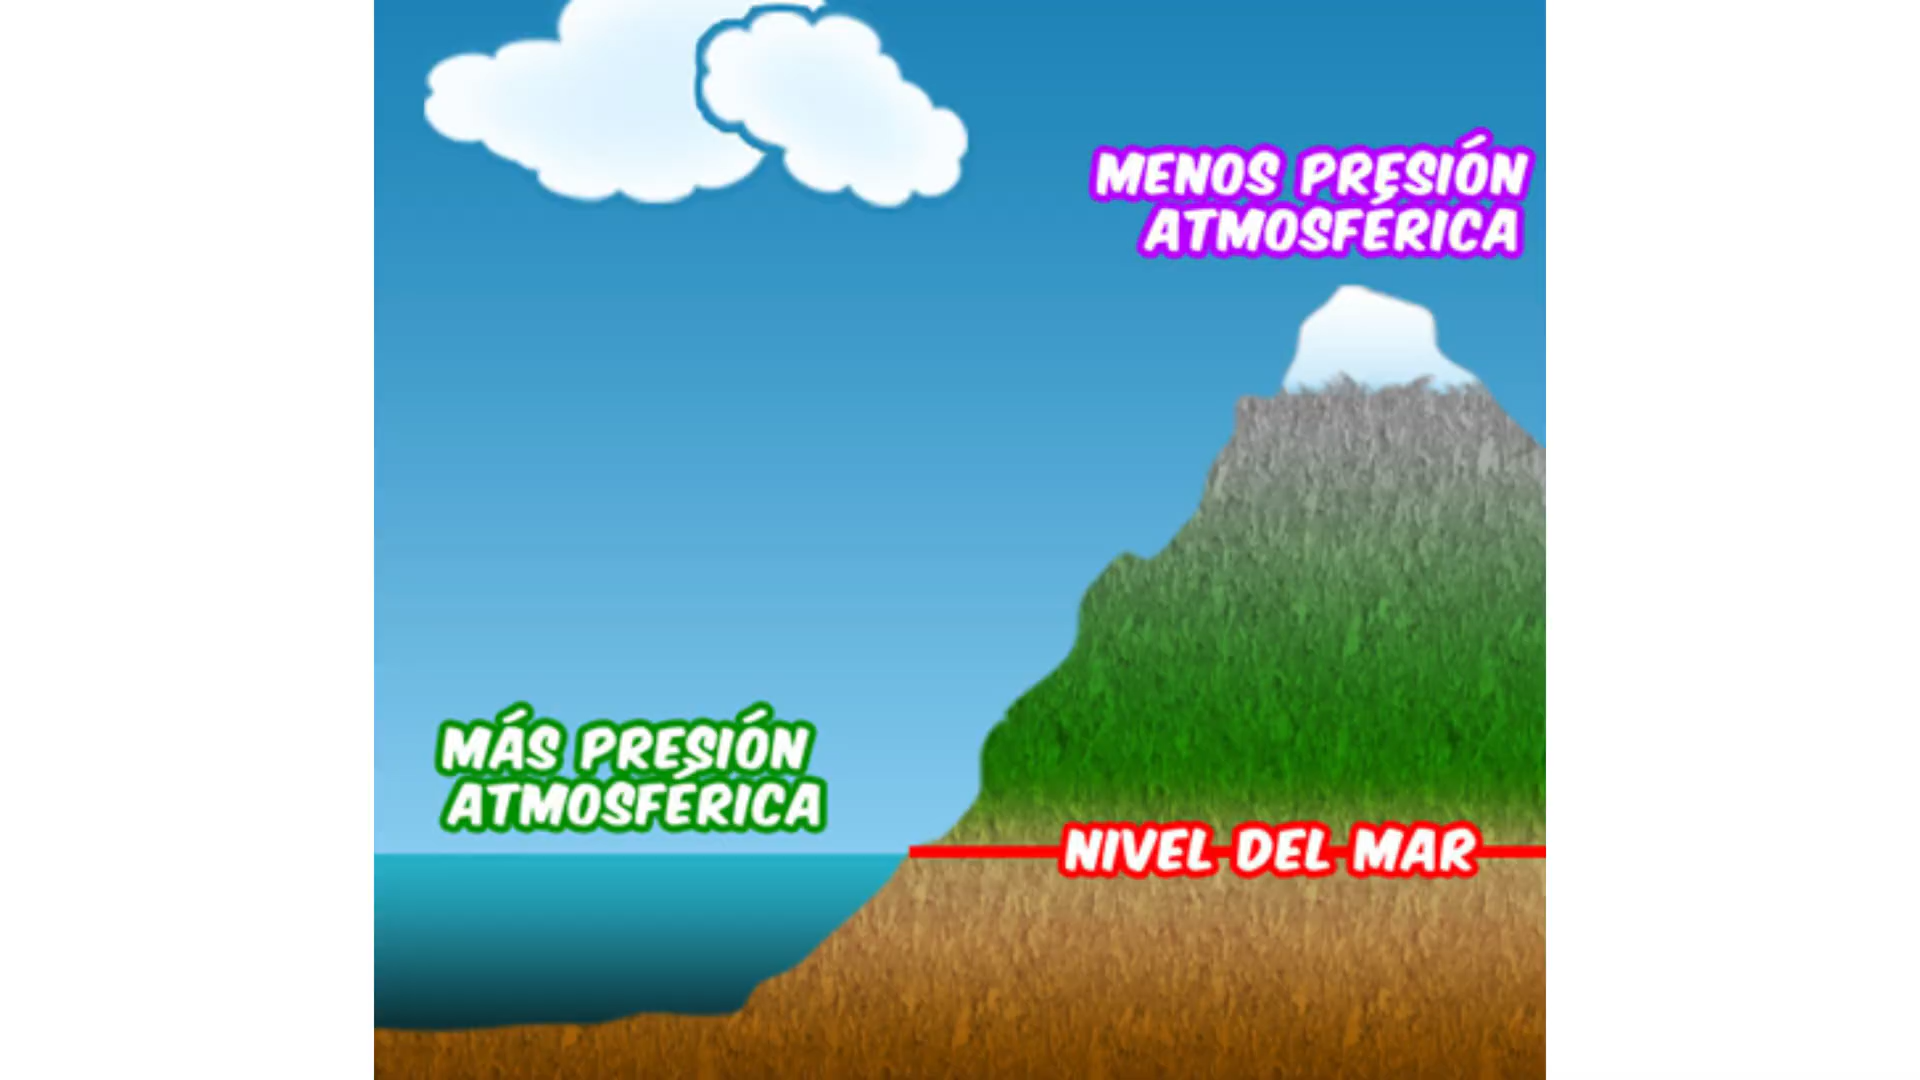 MENOS PRESIÓN
ATMOSFÉRICA
MÁS PRESIÓN
ATMOSFÉRICA
NIVEL DEL MAR